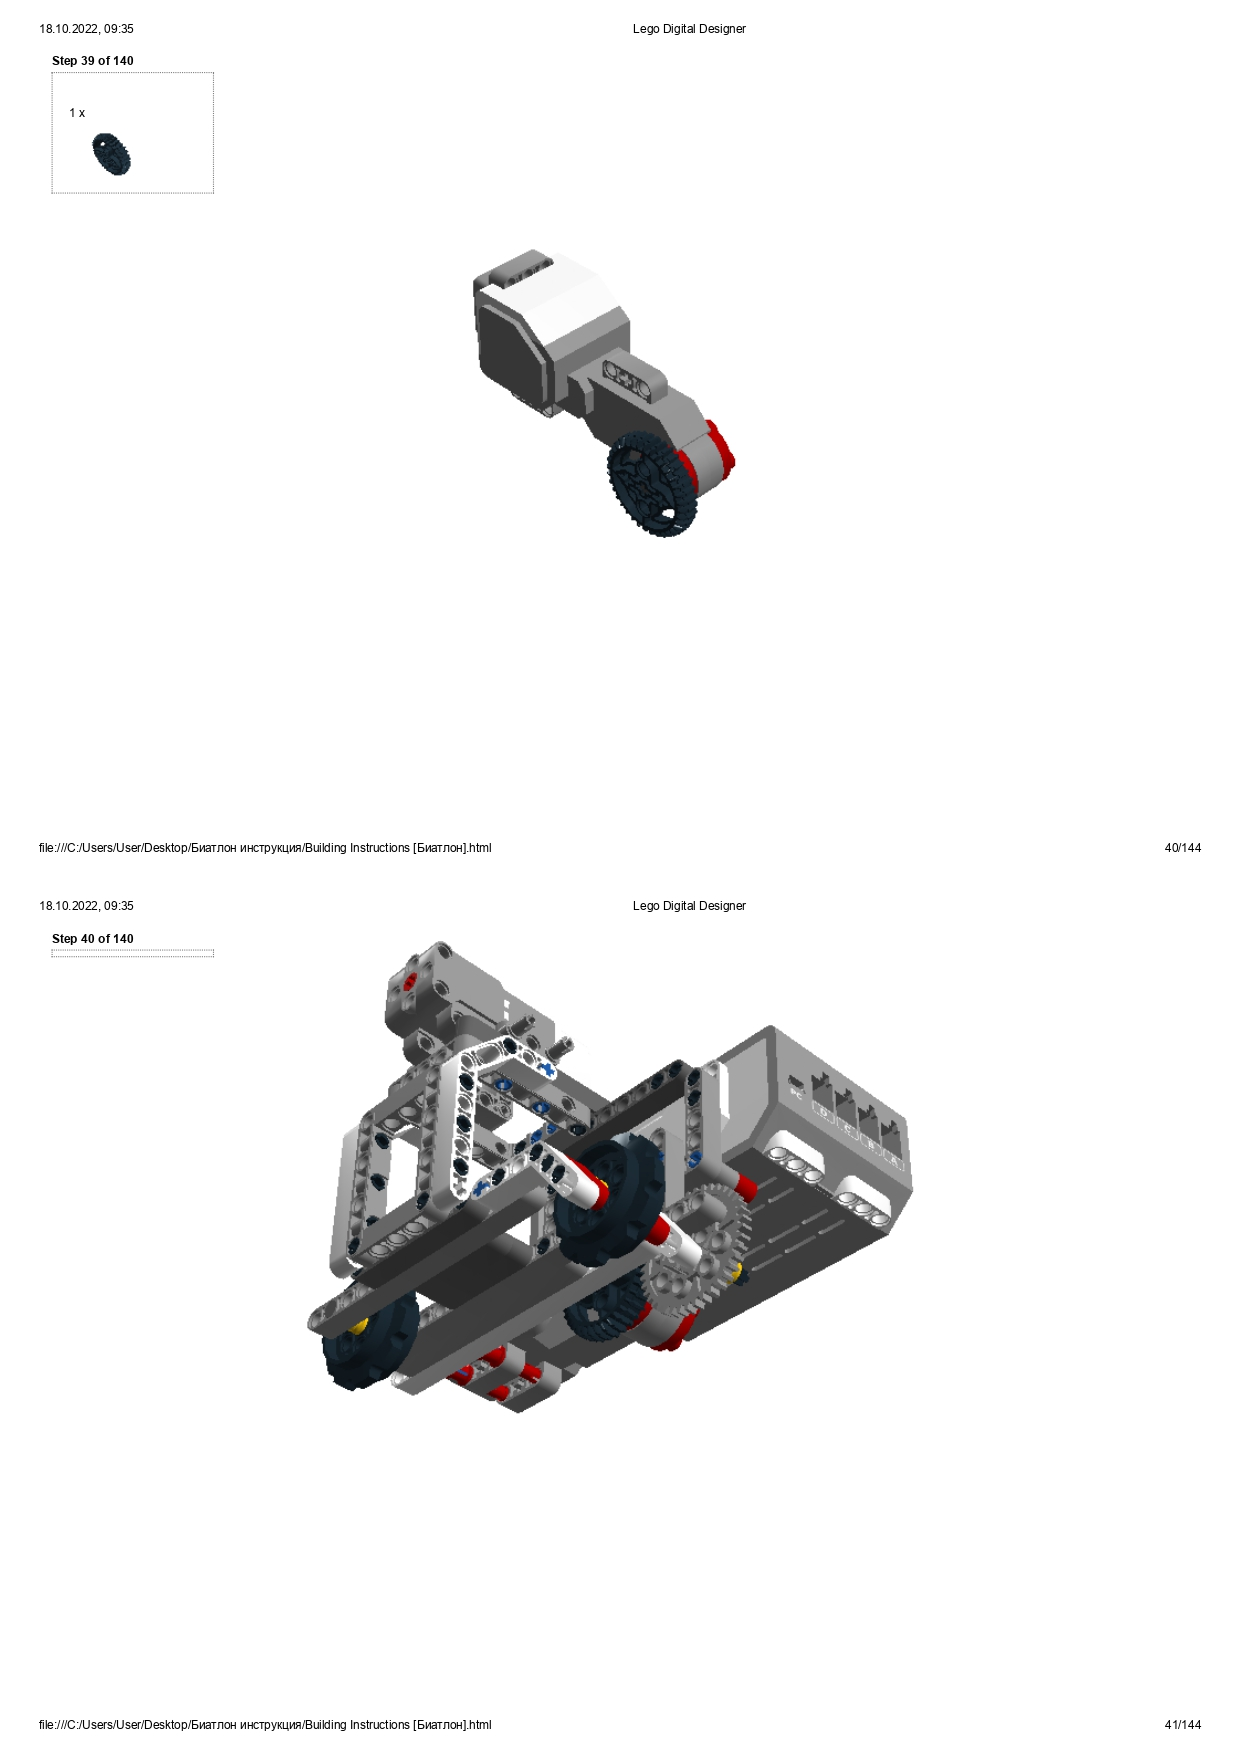 18.10.2022, 09:35
Lego Digital Designer
Step 39 of 140
1 x
file:///C:/Users/User/Desktop/Биатлон инструкция/Building Instructions [Биатлон].html
40/144
18.10.2022, 09:35
Lego Digital Designer
Step 40 of 140
PC
D
C
B
A
file:///C:/Users/User/Desktop/Биатлон инструкция/Building Instructions [Биатлон].html
41/144